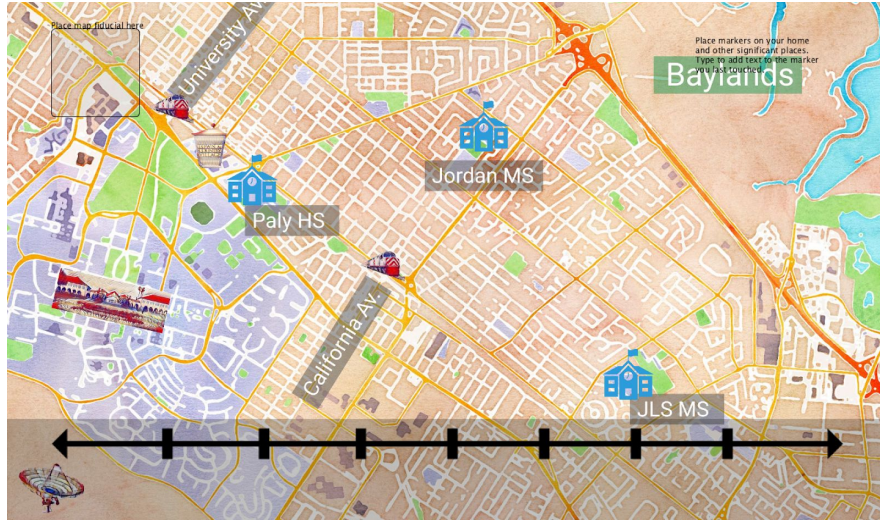 Place map fiducial here
University Av.
Place markers on your home
and other significant places.
Type to add text to the marker
you last touched.
Baylands
Jordan MS
Paly HS
California Av.
JLS MS